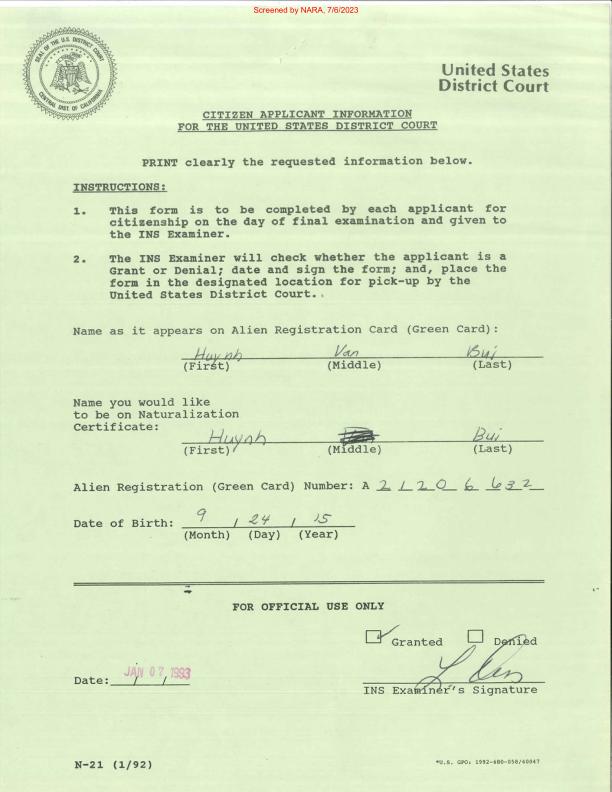 Screened by NARA, 7/6/2023
SEAL OF THE U.S. DISTRICT COURT
CENTRAL DIST. OF CALIFORNIA
United States
District Court
CITIZEN APPLICANT INFORMATION
FOR THE UNITED STATES DISTRICT COURT
PRINT clearly the requested information below.
INSTRUCTIONS:
1. This form is to be completed by each applicant for
citizenship on the day of final examination and given to
the INS Examiner.
2. The INS Examiner will check whether the applicant is a
Grant or Denial; date and sign the form; and, place the
form in the designated location for pick-up by the
United States District Court.
Name as it appears on Alien Registration Card (Green Card):
Huynh Van Bui
(First) (Middle) (Last)
Name you would like
to be on Naturalization
Certificate:
Huynh Bui
(First) (Middle) (Last)
Alien Registration (Green Card) Number: A 2 1 2 0 6 6 3 2
Date of Birth: 9 / 24 / 15
(Month) (Day) (Year)
FOR OFFICIAL USE ONLY
Granted Denied
Date: JAN 07 1993
INS Examiner's Signature
N-21 (1/92)
*U.S. GPO: 1992-680-058/60047